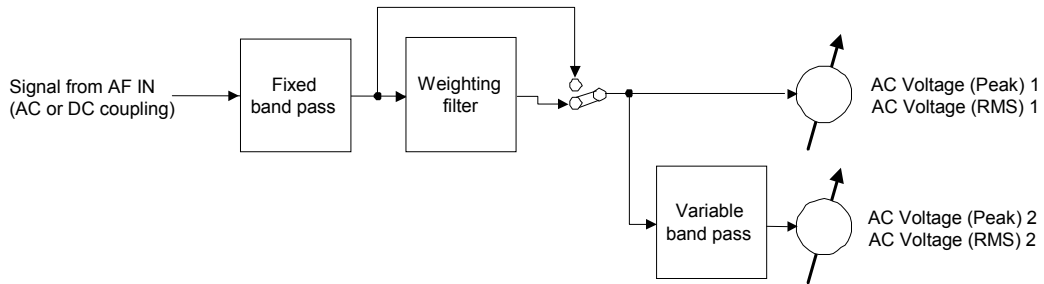 Signal from AF IN
(AC or DC coupling)
Fixed
band pass
Weighting
filter
AC Voltage (Peak) 1
AC Voltage (RMS) 1
Variable
band pass
AC Voltage (Peak) 2
AC Voltage (RMS) 2